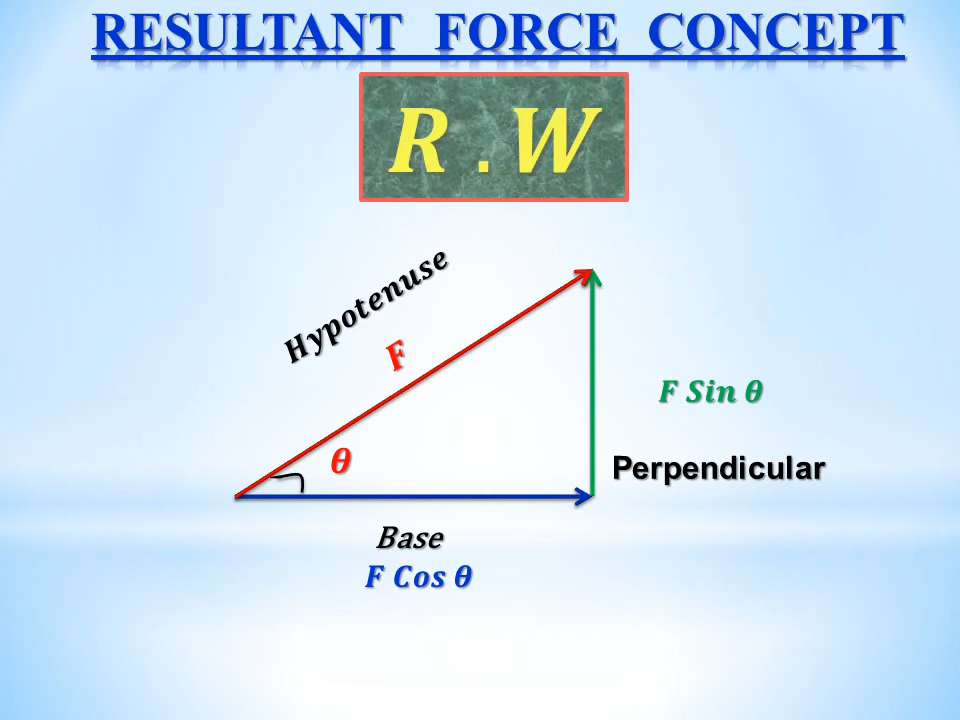 RESULTANT FORCE CONCEPT
R . W
Hypotenuse
F
F Sin θ
θ
Perpendicular
Base
F Cos θ